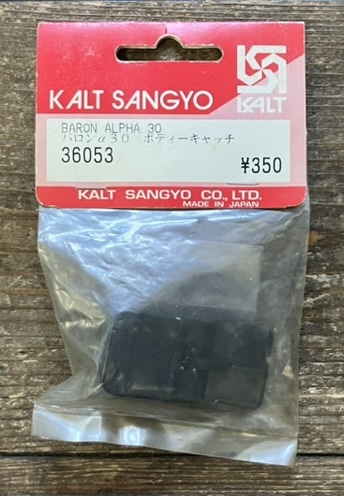 KALT SANGYO
KALT
BARON ALPHA 30
バロンα30 ボディーキャッチ
36053
¥350
KALT SANGYO CO., LTD.
MADE IN JAPAN